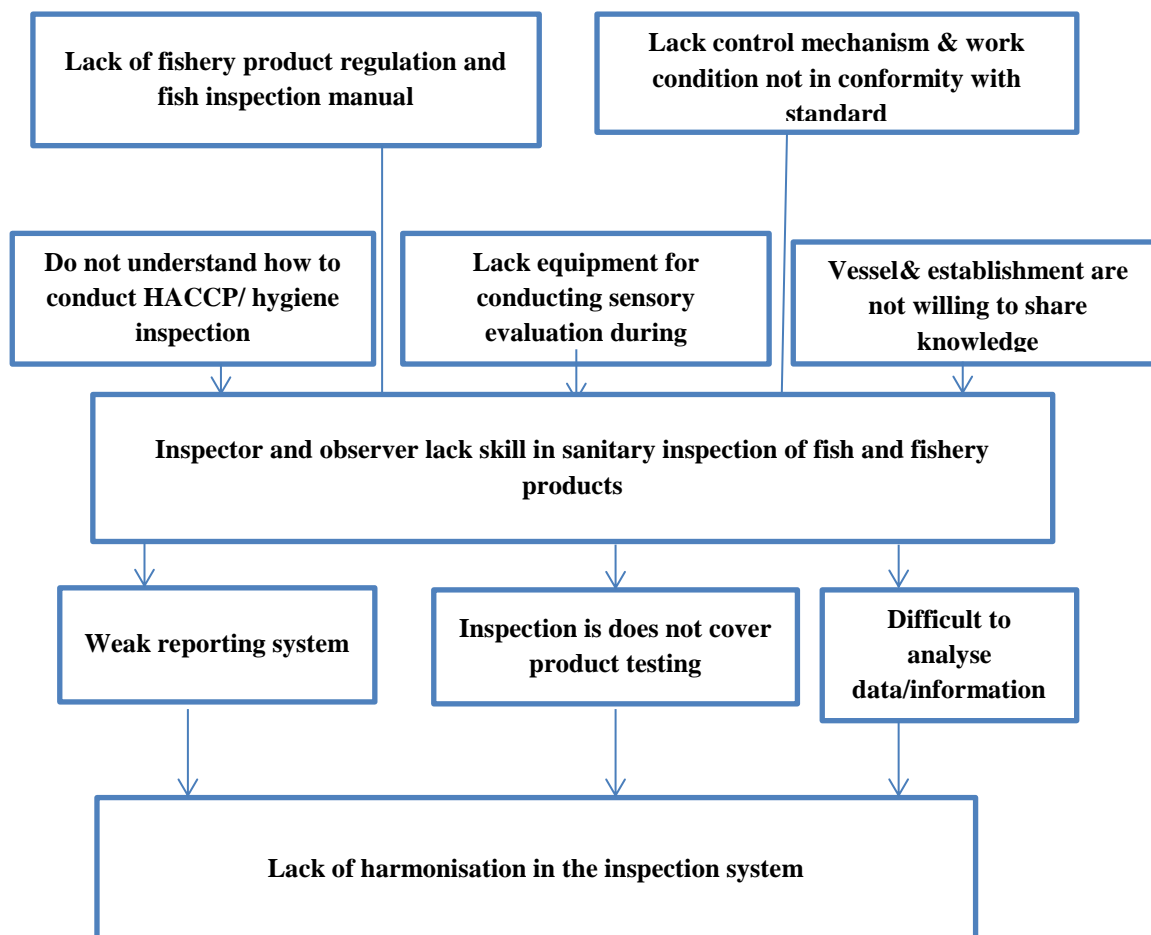 Lack of fishery product regulation and
fish inspection manual
Lack control mechanism & work
condition not in conformity with
standard
Do not understand how to
conduct HACCP/ hygiene
inspection
Lack equipment for
conducting sensory
evaluation during
Vessel& establishment are
not willing to share
knowledge
Inspector and observer lack skill in sanitary inspection of fish and fishery
products
Weak reporting system
Inspection is does not cover
product testing
Difficult to
analyse
data/information
Lack of harmonisation in the inspection system